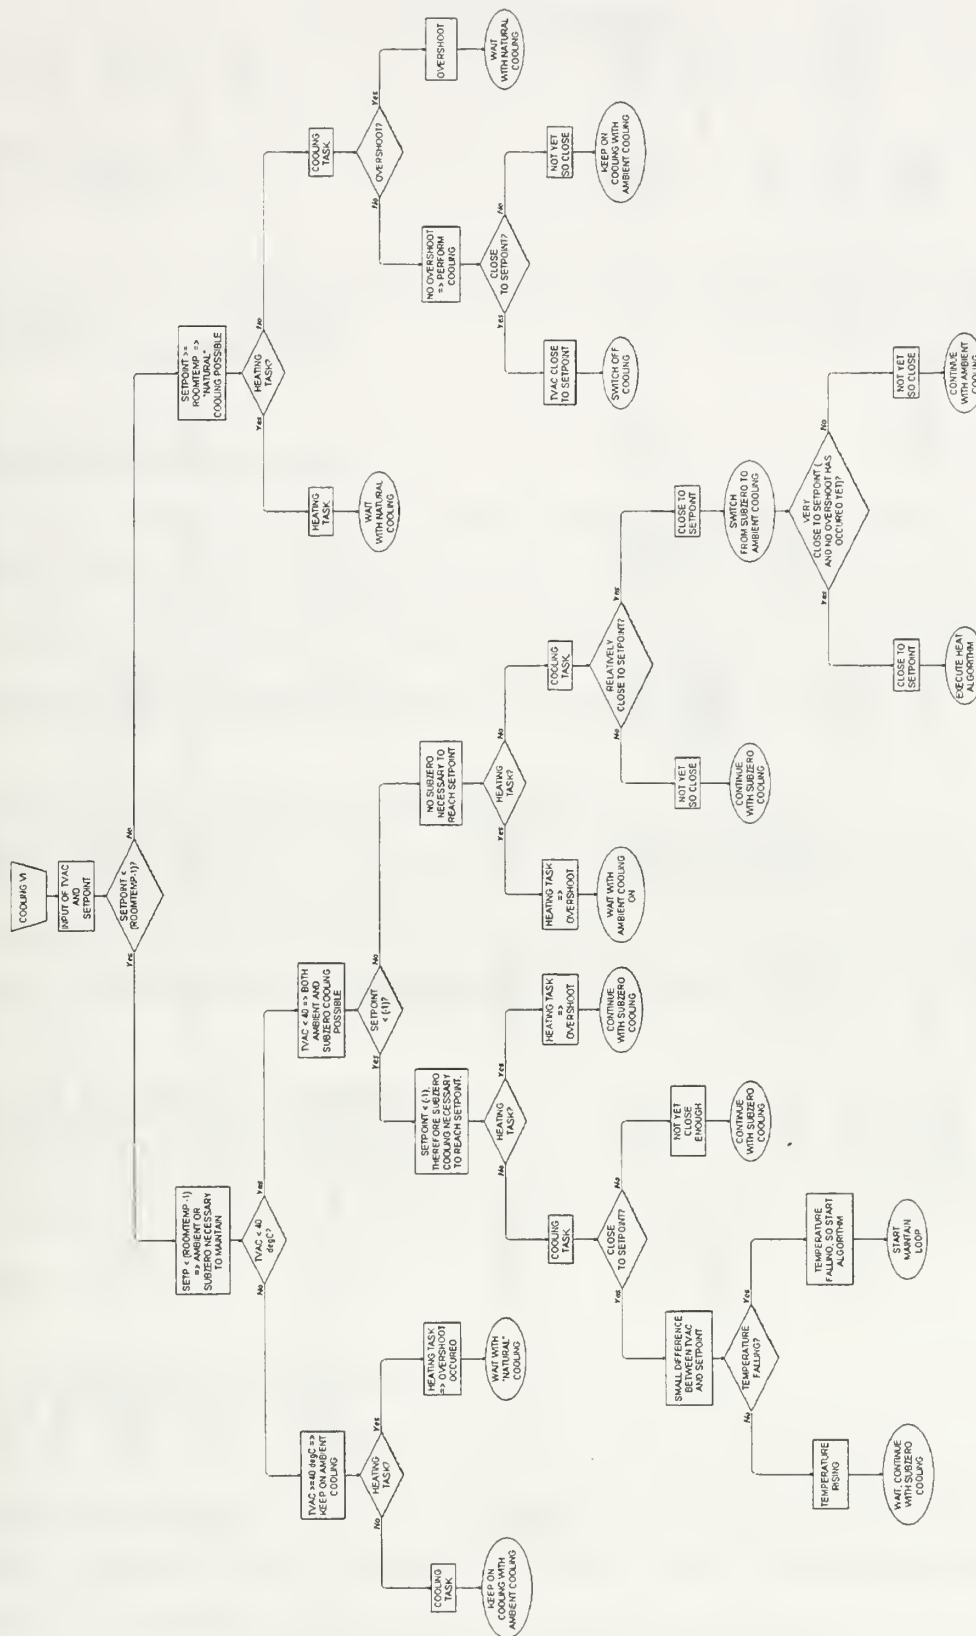 COOLING VI
INPUT OF TVAC
AND
SETPOINT
SETPOINT <
(ROOMTEMP-1)?
Yes
No
SETP < (ROOMTEMP-1)
=> AMBIENT OR
SUBZERO NECESSARY
TO MAINTAIN
SETPOINT >=
ROOMTEMP =>
"NATURAL"
COOLING POSSIBLE
TVAC < 40
degC?
No
Yes
HEATING
TASK?
Yes
No
TVAC >=40 degC =>
KEEP ON AMBIENT
COOLING
TVAC < 40 => BOTH
AMBIENT AND
SUBZERO COOLING
POSSIBLE
HEATING
TASK
COOLING
TASK
HEATING
TASK?
No
Yes
SETPOINT
< (-1)?
Yes
No
WAIT
WITH NATURAL
COOLING
OVERSHOOT?
No
Yes
COOLING
TASK
HEATING TASK
=> OVERSHOOT
OCCURED
SETPOINT < (-1),
THEREFORE SUBZERO
COOLING NECESSARY
TO REACH SETPOINT.
NO SUBZERO
NECESSARY TO
REACH SETPOINT
NO OVERSHOOT
=> PERFORM
COOLING
OVERSHOOT
KEEP ON
COOLING WITH
AMBIENT COOLING
WAIT WITH
"NATURAL"
COOLING
HEATING
TASK?
No
Yes
HEATING
TASK?
Yes
No
CLOSE
TO SETPOINT?
Yes
No
WAIT
WITH NATURAL
COOLING
COOLING
TASK
HEATING TASK
=>
OVERSHOOT
HEATING TASK
=>
OVERSHOOT
COOLING
TASK
TVAC CLOSE
TO SETPOINT
NOT YET
SO CLOSE
CLOSE
TO SETPOINT?
Yes
No
CONTINUE
WITH SUBZERO
COOLING
WAIT WITH
AMBIENT COOLING
ON
RELATIVELY
CLOSE TO SETPOINT?
No
Yes
SWITCH OFF
COOLING
KEEP ON
COOLING WITH
AMBIENT COOLING
SMALL DIFFERENCE
BETWEEN TVAC
AND SETPOINT
NOT YET
CLOSE
ENOUGH
NOT YET
SO CLOSE
CLOSE TO
SETPOINT
TEMPERATURE
FALLING?
No
Yes
CONTINUE
WITH SUBZERO
COOLING
CONTINUE
WITH SUBZERO
COOLING
SWITCH
FROM SUBZERO TO
AMBIENT COOLING
TEMPERATURE
RISING
TEMPERATURE
FALLING, SO START
ALGORITHM
VERY
CLOSE TO SETPOINT (
AND NO OVERSHOOT HAS
OCCURED YET)?
Yes
No
WAIT, CONTINUE
WITH SUBZERO
COOLING
START
MAINTAIN
LOOP
CLOSE TO
SETPOINT
NOT YET
SO CLOSE
EXECUTE HEAT
ALGORITHM
CONTINUE
WITH AMBIENT
COOLING